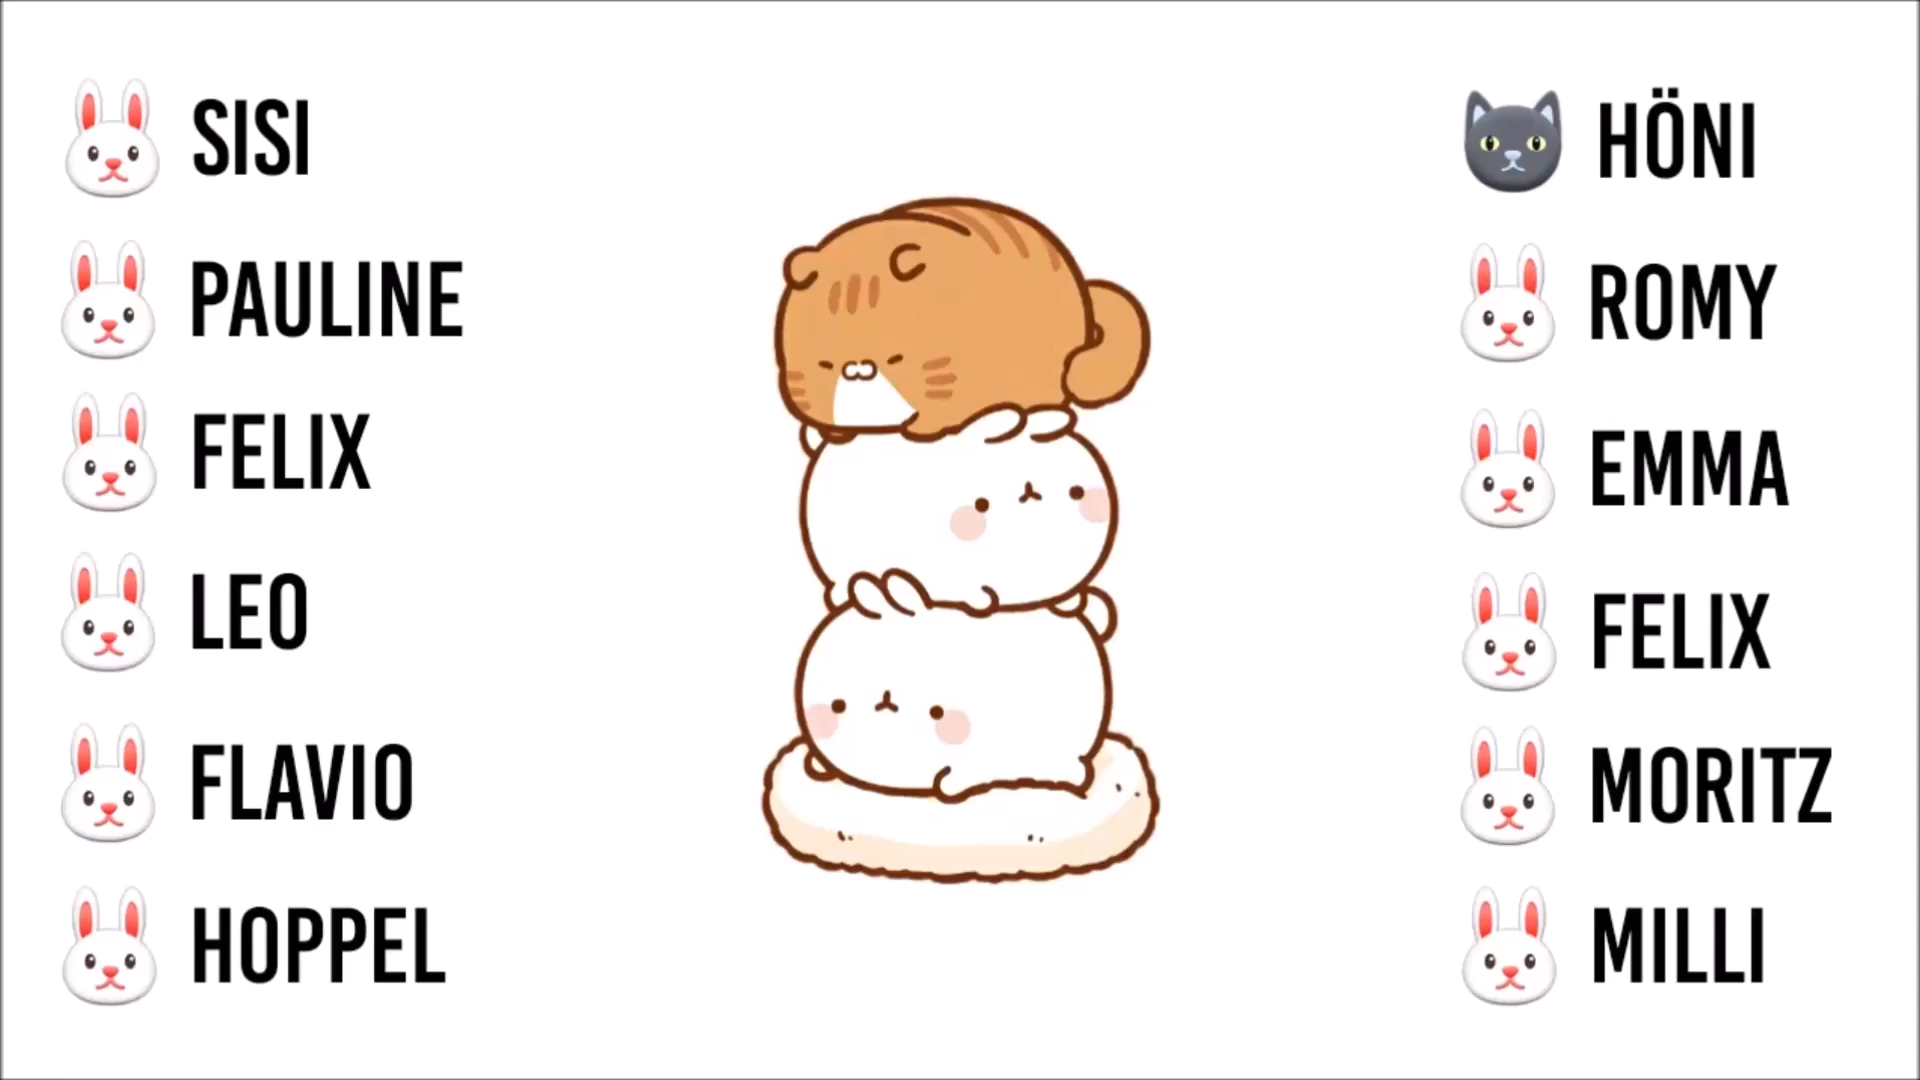 SISI
PAULINE
FELIX
LEO
FLAVIO
HOPPEL
HÖNI
ROMY
EMMA
FELIX
MORITZ
MILLI